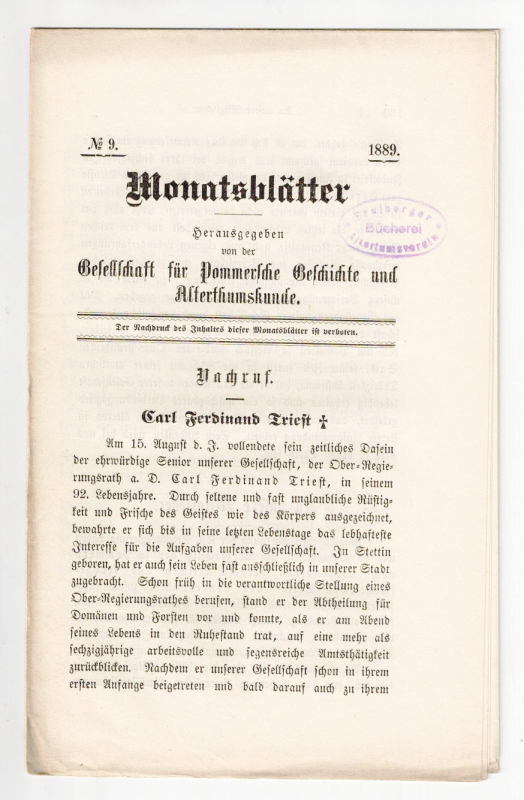 № 9.
1889.
Monatsblätter
Herausgegeben
von der
Gesellschaft für Pommersche Geschichte und
Alterthumskunde.
Freiberger
Bücherei
Altertumsverein
Der Nachdruck des Inhaltes dieser Monatsblätter ist verboten.
Nachruf.
Carl Ferdinand Triest †
Am 15. August d. J. vollendete sein zeitliches Dasein
der ehrwürdige Senior unserer Gesellschaft, der Ober-Regie-
rungsrath a. D. Carl Ferdinand Triest, in seinem
92. Lebensjahre. Durch seltene und fast unglaubliche Rüstig-
keit und Frische des Geistes wie des Körpers ausgezeichnet,
bewahrte er sich bis in seine letzten Lebenstage das lebhafteste
Interesse für die Aufgaben unserer Gesellschaft. In Stettin
geboren, hat er auch sein Leben fast ausschließlich in unserer Stadt
zugebracht. Schon früh in die verantwortliche Stellung eines
Ober-Regierungsrathes berufen, stand er der Abtheilung für
Domänen und Forsten vor und konnte, als er am Abend
seines Lebens in den Ruhestand trat, auf eine mehr als
sechzigjährige arbeitsvolle und segensreiche Amtsthätigkeit
zurückblicken. Nachdem er unserer Gesellschaft schon in ihrem
ersten Anfange beigetreten und bald darauf auch zu ihrem